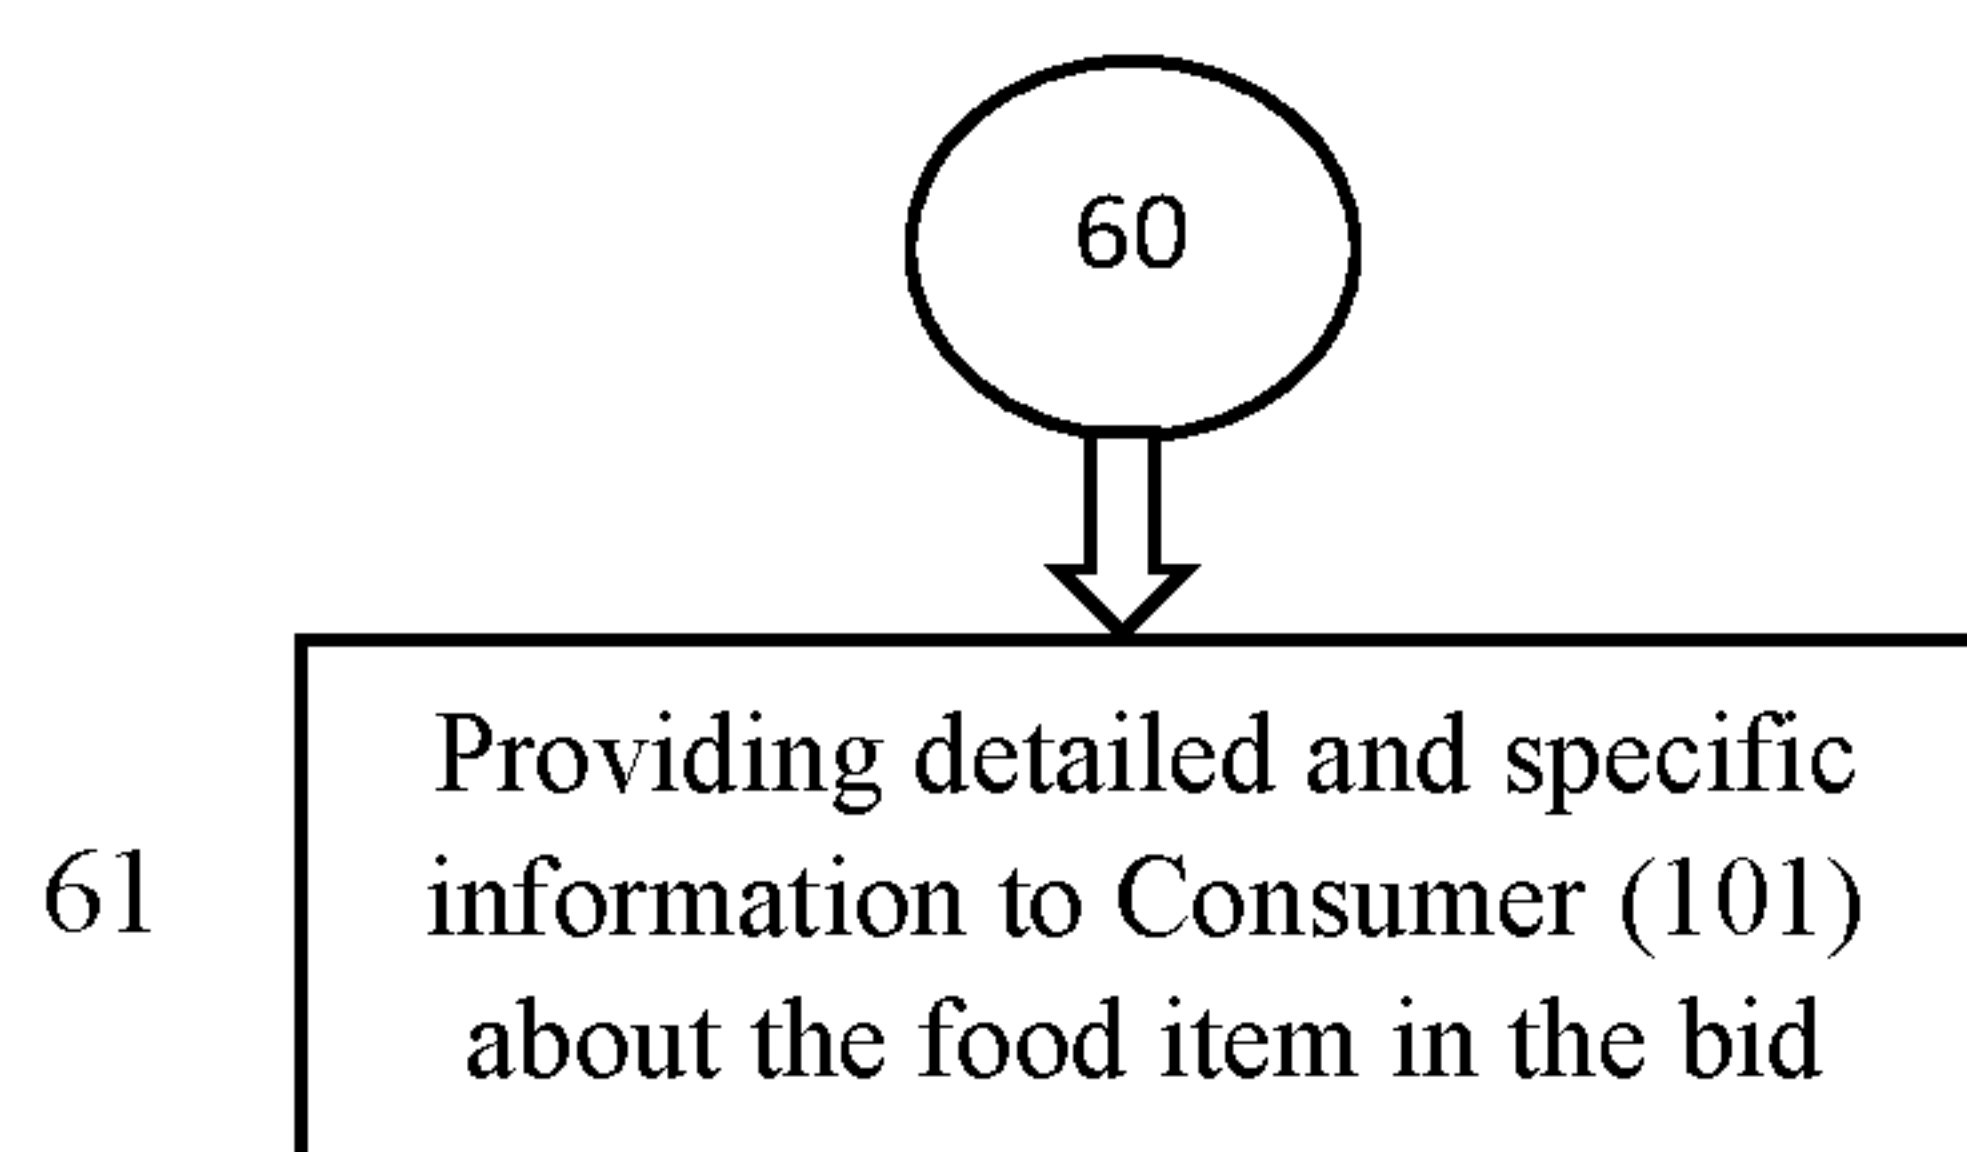 60
Providing detailed and specific
61
information to Consumer (101)
about the food item in the bid